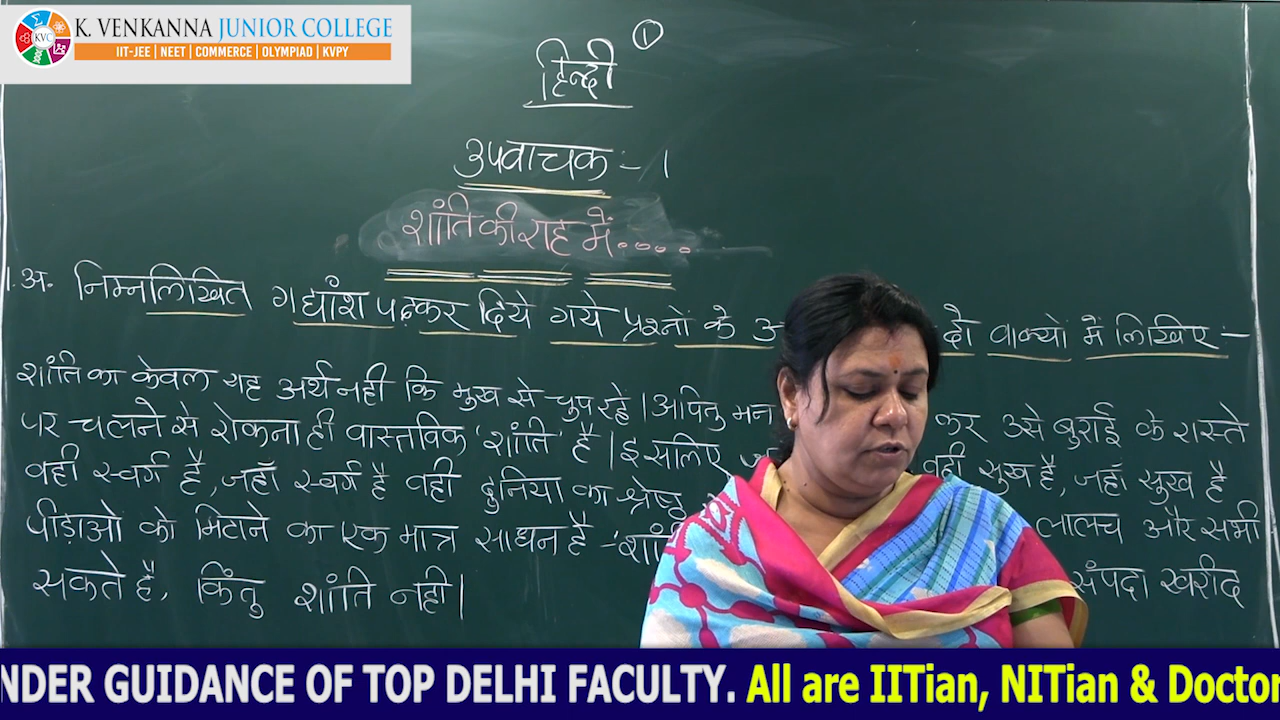 K. VENKANNA JUNIOR COLLEGE
KVC
IIT-JEE | NEET | COMMERCE | OLYMPIAD | KVPY
1
हिन्दी
उपवाचक :- 1
शांति की राह में.....
1.अ. निम्नलिखित गद्यांश पढ़कर दिये गये प्रश्नों के दो वाक्यों में लिखिए :-
शांति का केवल यह अर्थ नहीं कि मुख से चुप रहे। अपितु मन कर उसे बुराई के रास्ते
पर चलने से रोकना ही वास्तविक 'शांति' है। इसलिए वही सुख है, जहाँ सुख है
वही स्वर्ग है, जहाँ स्वर्ग है वही दुनिया का श्रेष्ठ लालच और सभी
पीड़ाओ को मिटाने का एक मात्र साधन है - संपदा खरीद
सकते है, किंतु शांति नही।
NDER GUIDANCE OF TOP DELHI FACULTY. All are IITian, NITian & Doctor